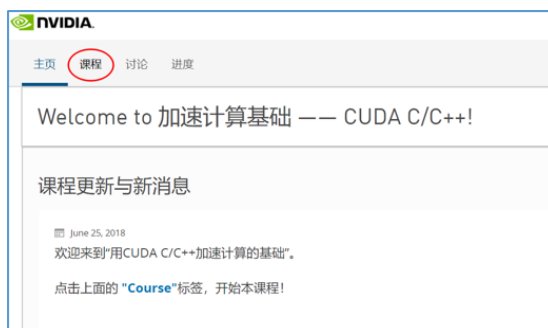 NVIDIA.
主页 课程 讨论 进度
Welcome to 加速计算基础 —— CUDA C/C++!
课程更新与新消息
June 25, 2018
欢迎来到“用CUDA C/C++加速计算的基础”。
点击上面的 "Course"标签，开始本课程！